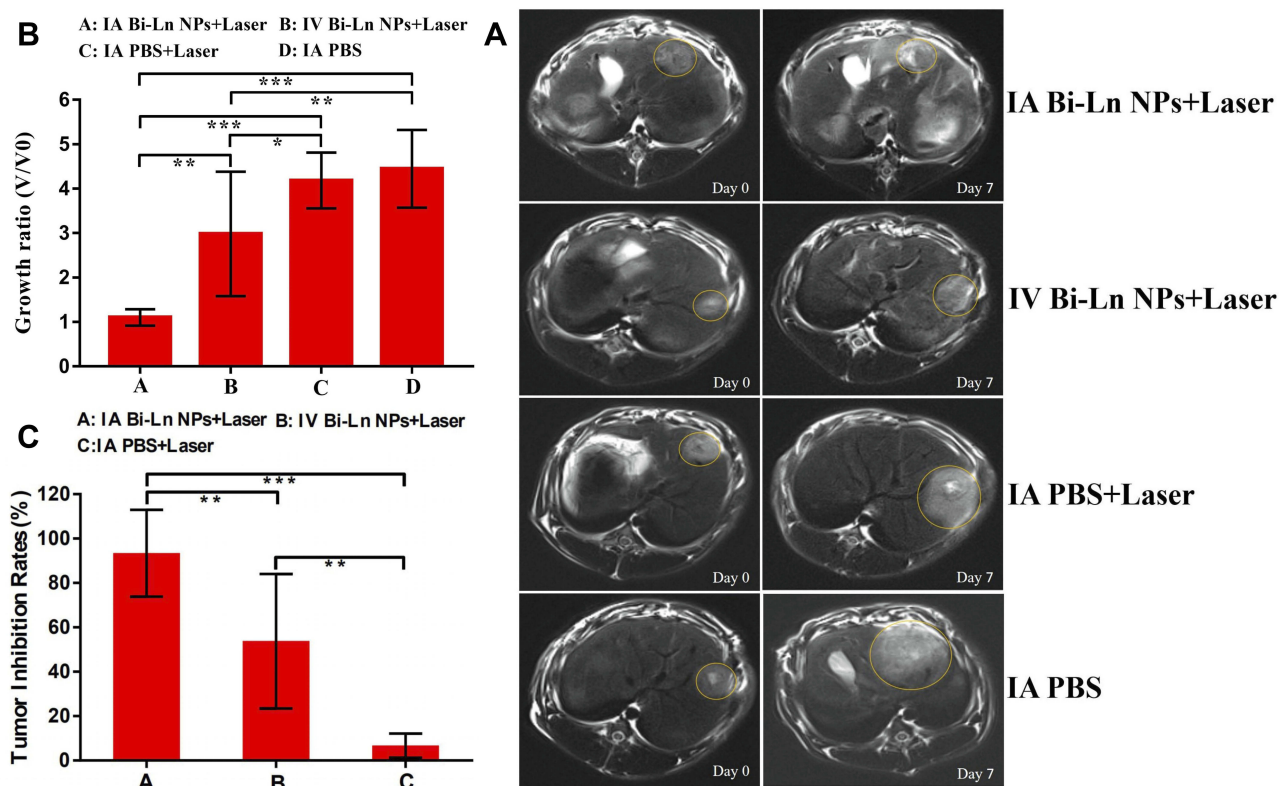 B
A: IA Bi-Ln NPs+Laser B: IV Bi-Ln NPs+Laser
C: IA PBS+Laser D: IA PBS
***
**
***
*
**
Growth ratio (V/V0)
6
5
4
3
2
1
0
A B C D
C
A: IA Bi-Ln NPs+Laser B: IV Bi-Ln NPs+Laser
C:IA PBS+Laser
***
**
**
Tumor Inhibition Rates(%)
120
100
80
60
40
20
0
A B C
A
Day 0
Day 7
IA Bi-Ln NPs+Laser
Day 0
Day 7
IV Bi-Ln NPs+Laser
Day 0
Day 7
IA PBS+Laser
Day 0
Day 7
IA PBS